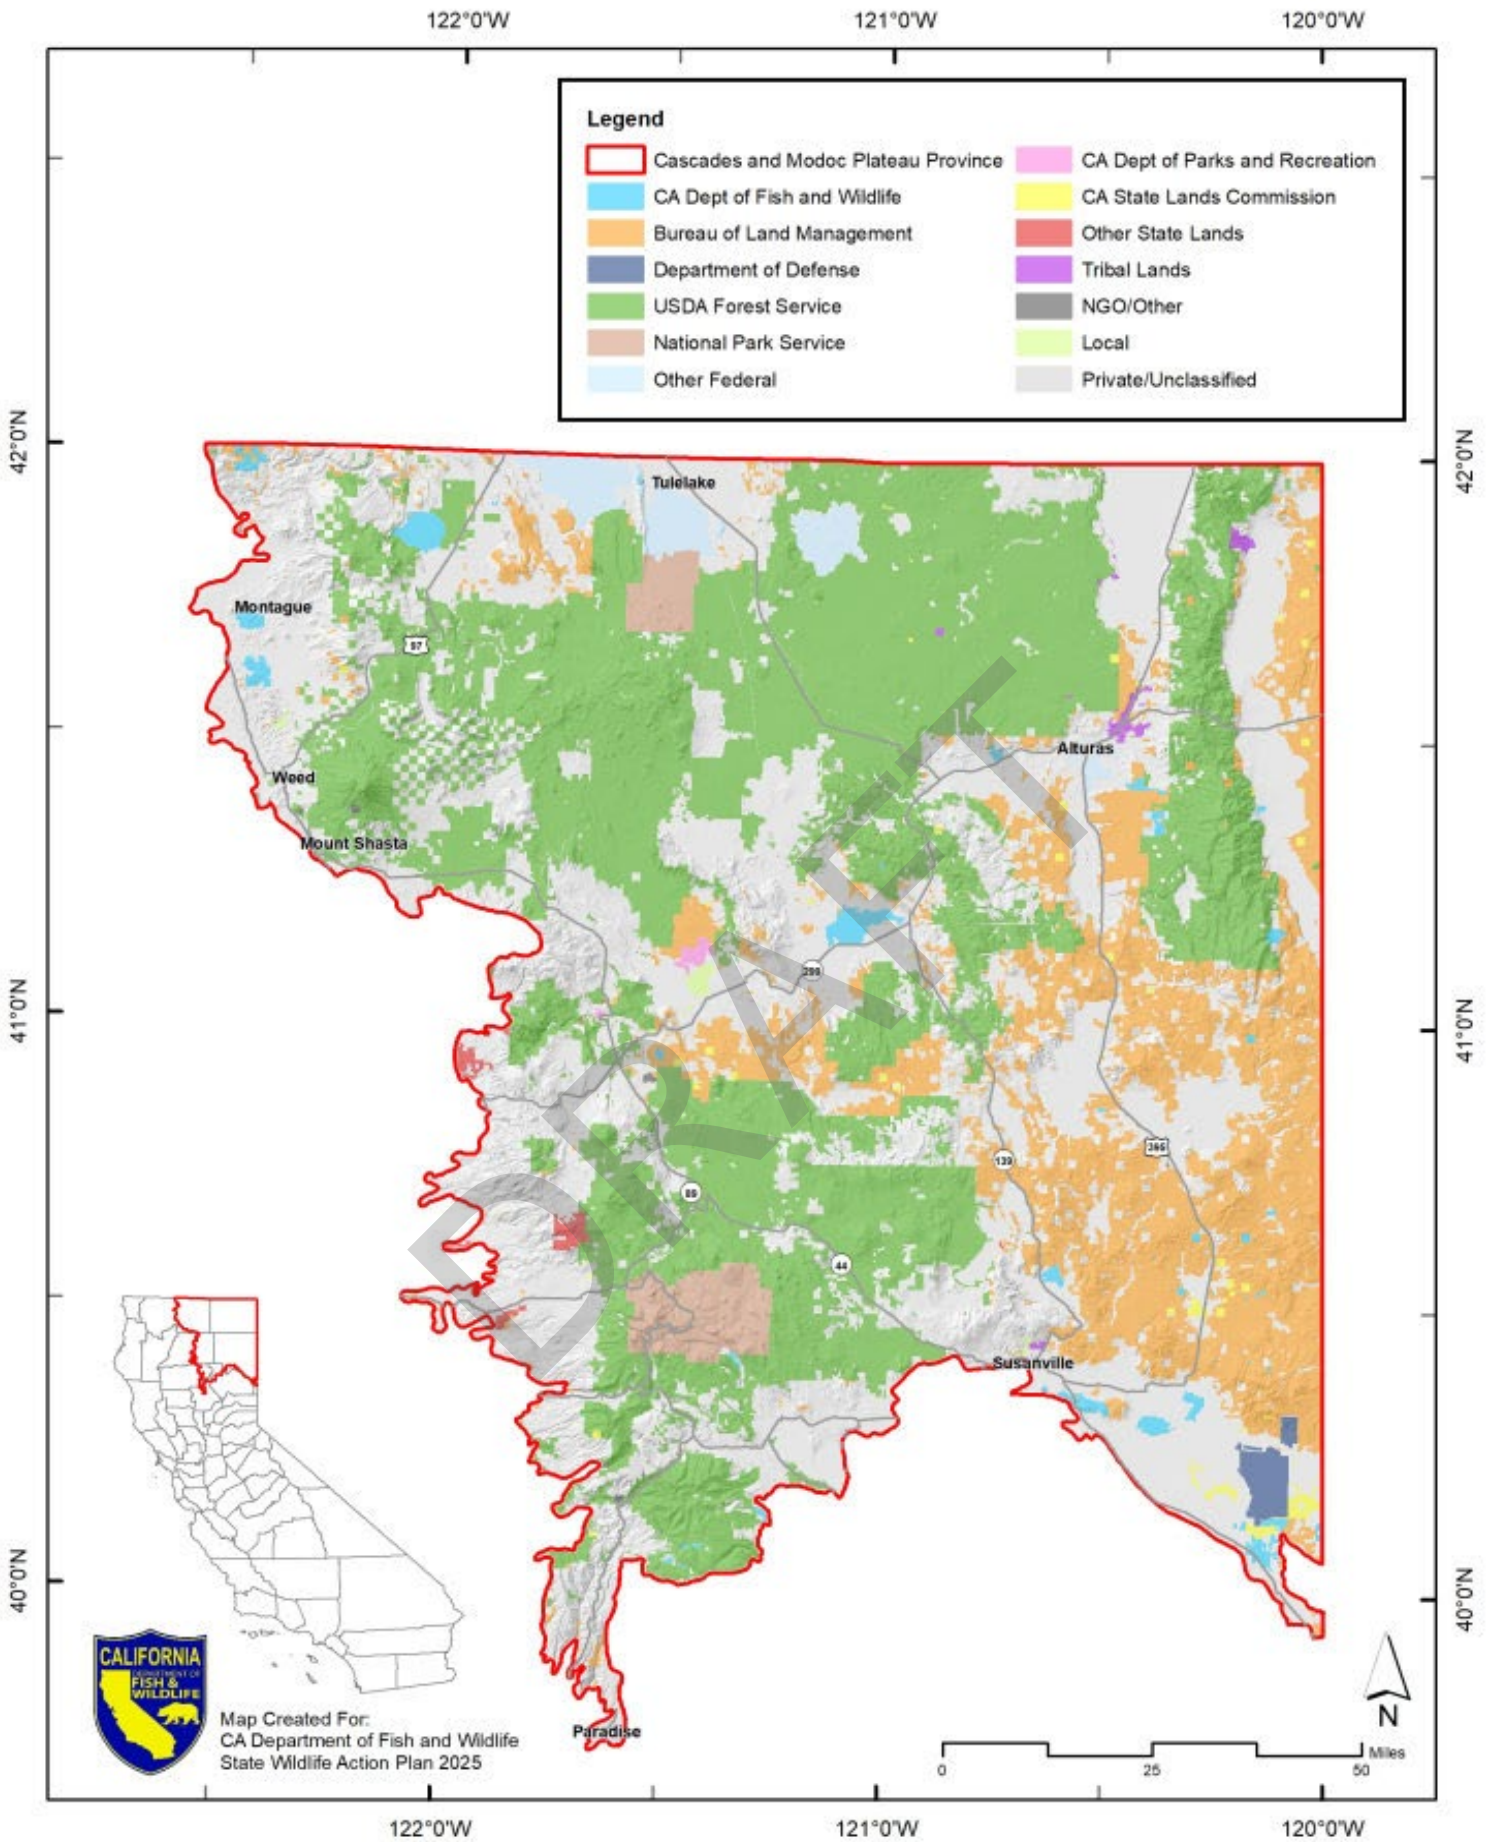 122°0'W 121°0'W 120°0'W
Legend
Cascades and Modoc Plateau Province
CA Dept of Fish and Wildlife
Bureau of Land Management
Department of Defense
USDA Forest Service
National Park Service
Other Federal
CA Dept of Parks and Recreation
CA State Lands Commission
Other State Lands
Tribal Lands
NGO/Other
Local
Private/Unclassified
42°0'N
42°0'N
Tulelake
Montague
97
Alturas
Weed
Mount Shasta
299
41°0'N
41°0'N
395
139
89
44
DRAFT
Susanville
40°0'N
40°0'N
Paradise
CALIFORNIA
DEPARTMENT OF
FISH &
WILDLIFE
Map Created For:
CA Department of Fish and Wildlife
State Wildlife Action Plan 2025
N
Miles
0 25 50
122°0'W 121°0'W 120°0'W